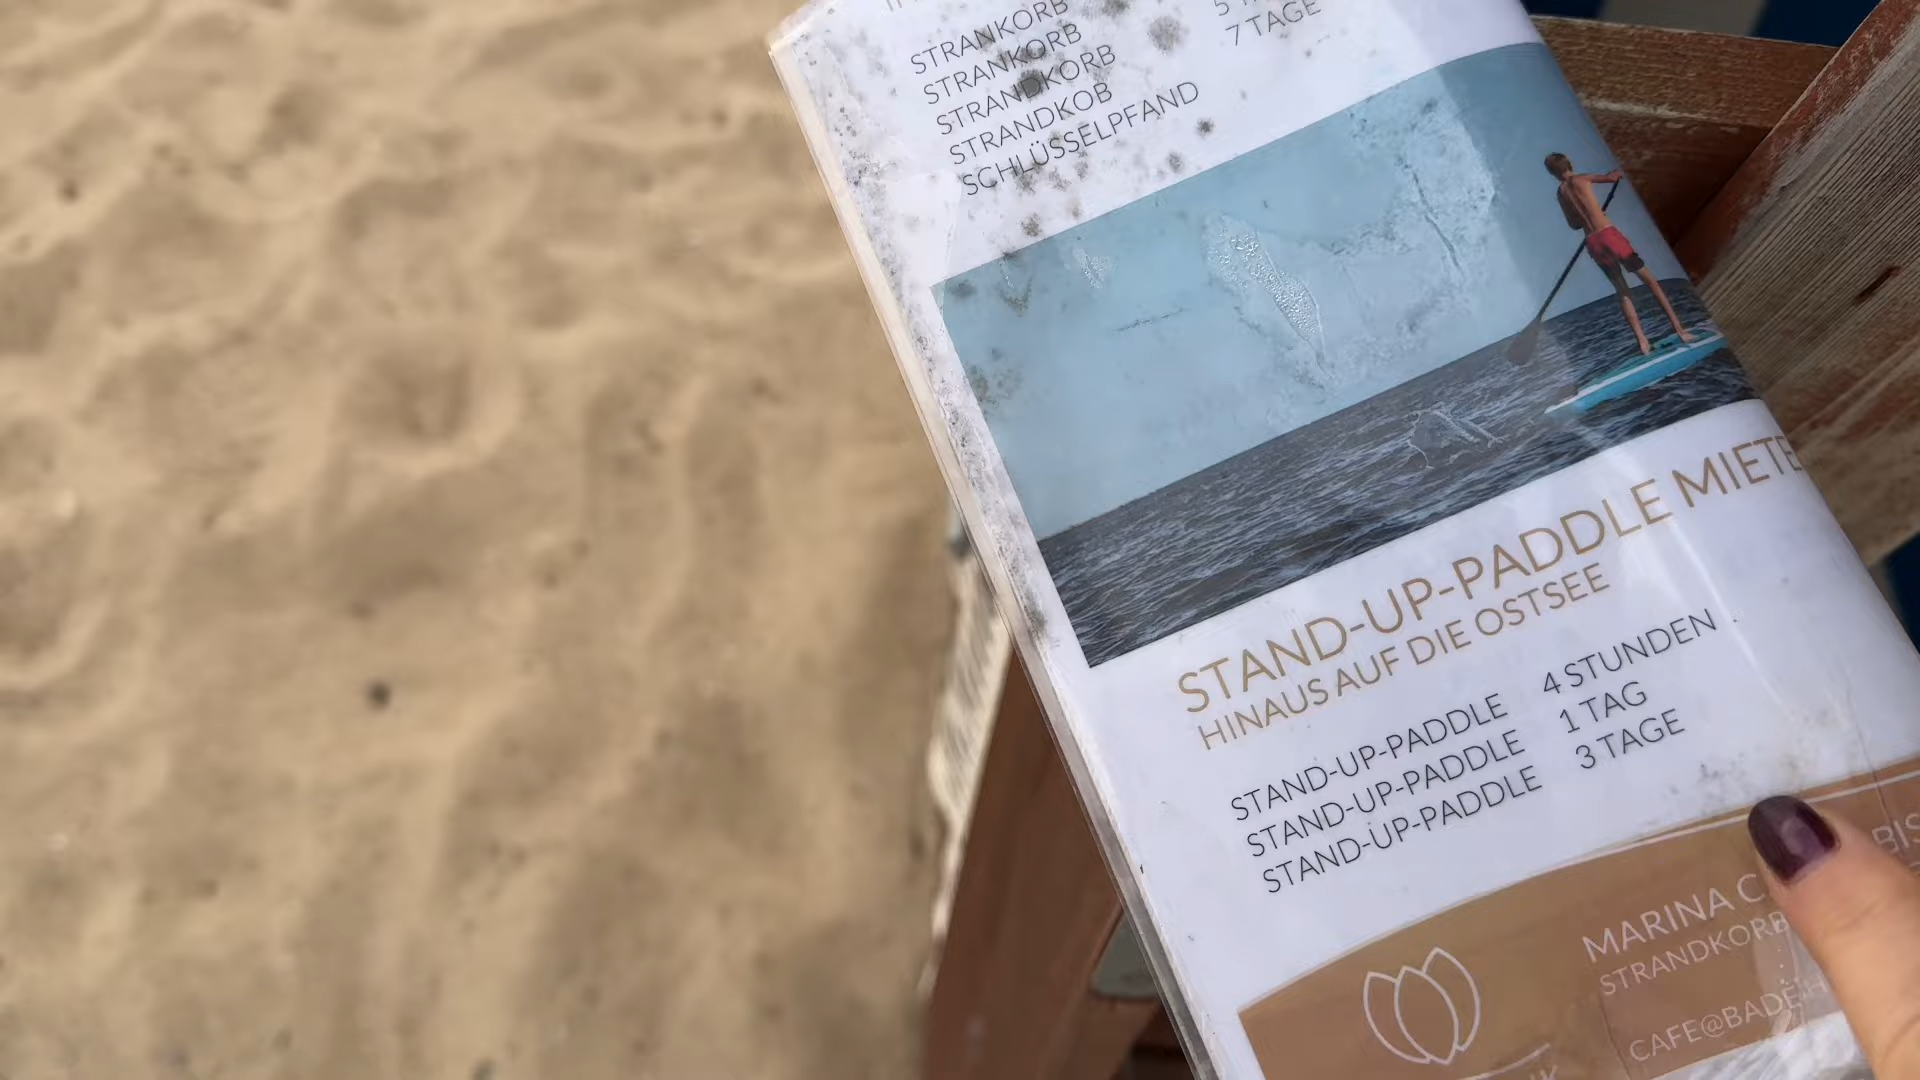 STRANKORB
STRANKORB
STRANDKORB 7 TAGE
STRANDKOB
SCHLÜSSELPFAND
STAND-UP-PADDLE MIETE
HINAUS AUF DIE OSTSEE
STAND-UP-PADDLE 4 STUNDEN
STAND-UP-PADDLE 1 TAG
STAND-UP-PADDLE 3 TAGE
MARINA C
STRANDKORB
CAFE@BADE